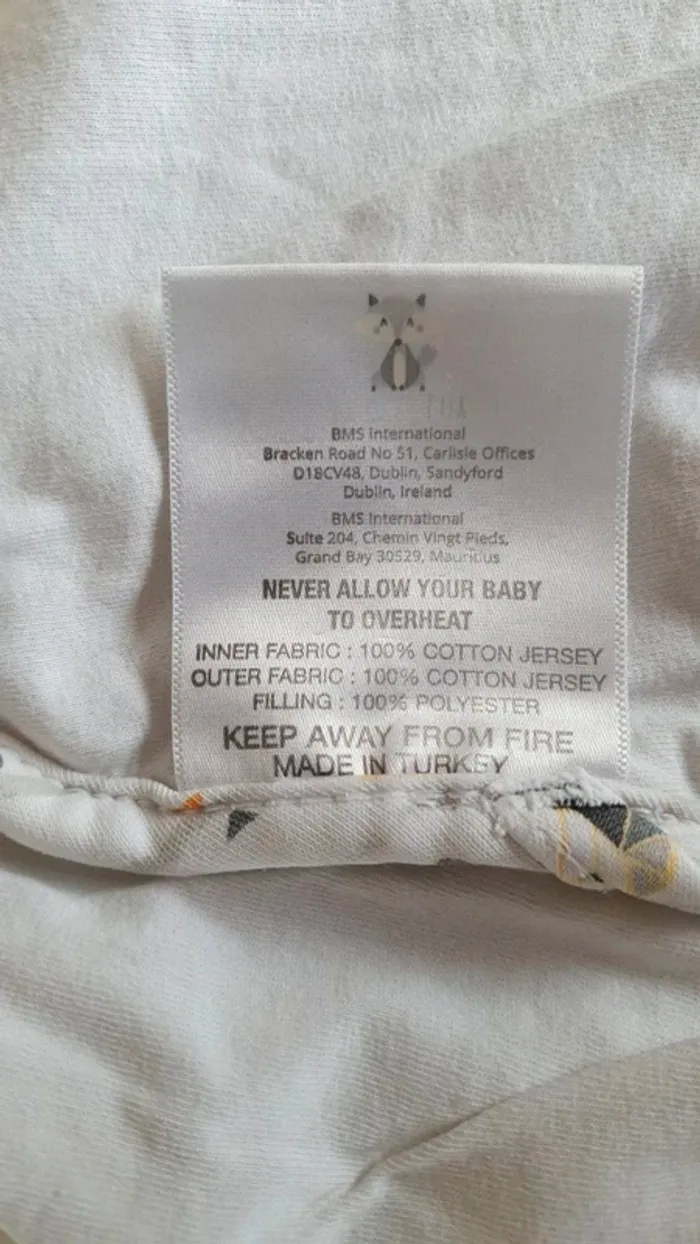 BMS International
Bracken Road No 51, Carlisle Offices
D18CV48, Dublin, Sandyford
Dublin, Ireland
BMS International
Suite 204, Chemin Vingt Pieds,
Grand Bay 30529, Mauritius
NEVER ALLOW YOUR BABY
TO OVERHEAT
INNER FABRIC : 100% COTTON JERSEY
OUTER FABRIC : 100% COTTON JERSEY
FILLING : 100% POLYESTER
KEEP AWAY FROM FIRE
MADE IN TURKEY